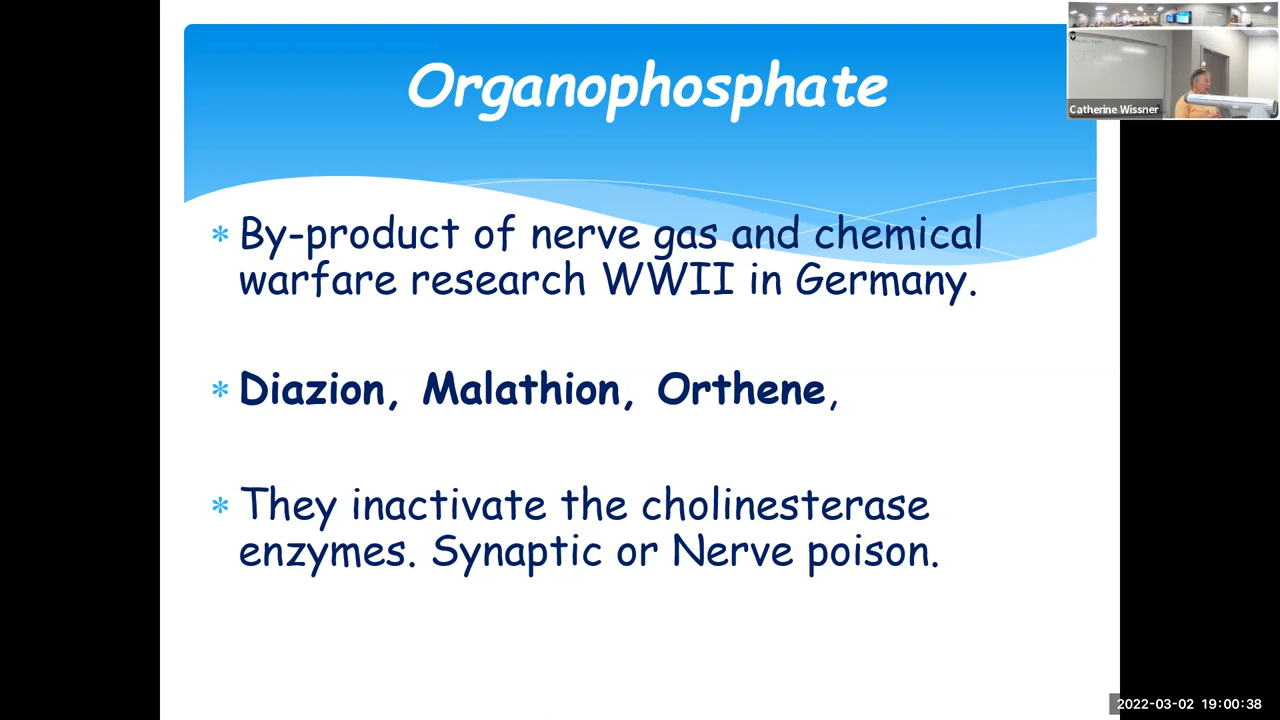 Organophosphate
Catherine Wissner
* By-product of nerve gas and chemical
warfare research WWII in Germany.
* Diazion, Malathion, Orthene,
* They inactivate the cholinesterase
enzymes. Synaptic or Nerve poison.
2022-03-02 19:00:38